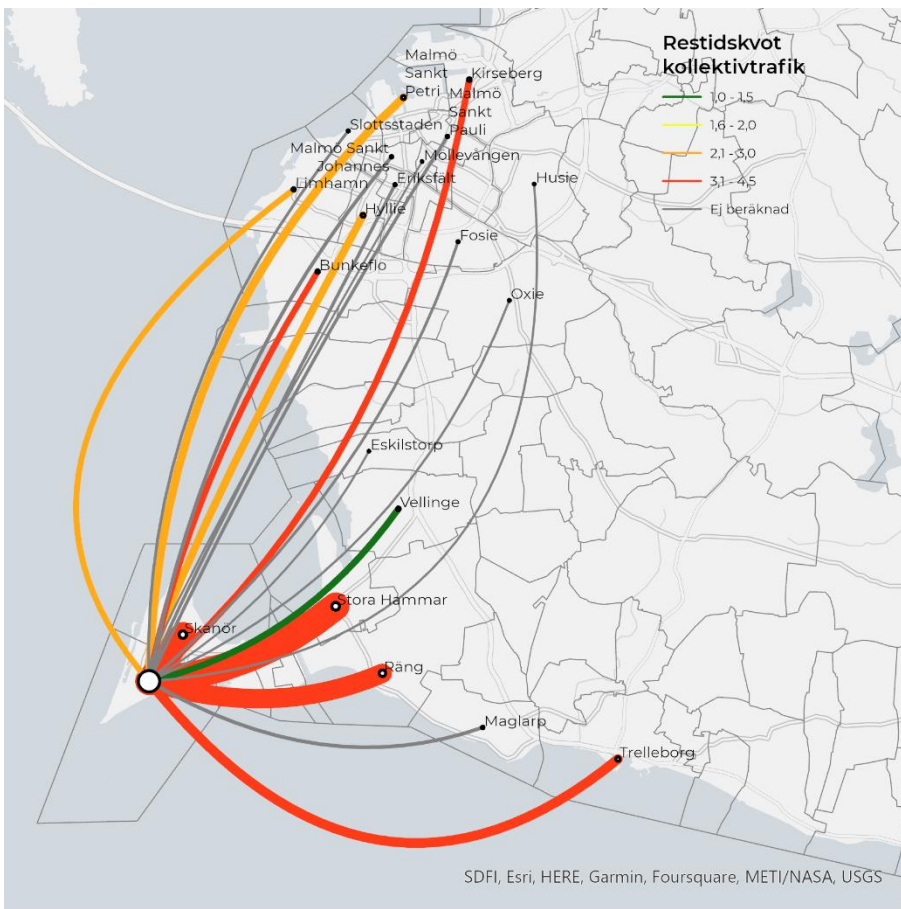 Restidskvot
kollektivtrafik
1,0 - 1,5
1,6 - 2,0
2,1 - 3,0
3,1 - 4,5
Ej beräknad
Malmö
Sankt
Petri
Kirseberg
Malmö
Sankt
Pauli
Slottsstaden
Malmö Sankt
Johannes
Möllevången
Limhamn
Eriksfält
Husie
Hyllie
Fosie
Bunkeflo
Oxie
Eskilstorp
Vellinge
Stora Hammar
Skanör
Räng
Maglarp
Trelleborg
SDFI, Esri, HERE, Garmin, Foursquare, METI/NASA, USGS